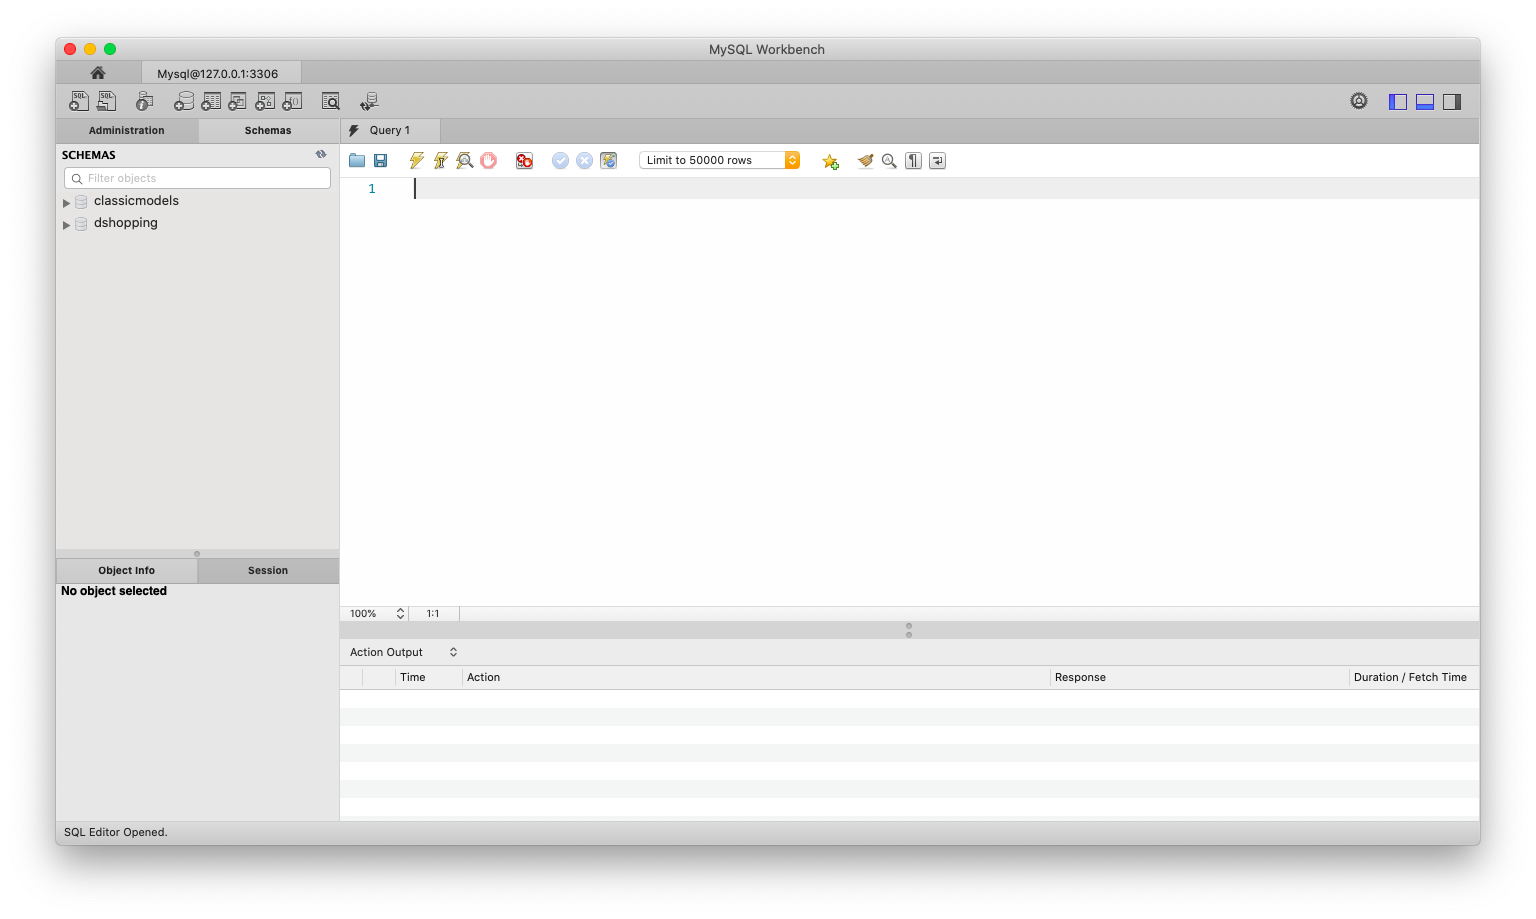 MySQL Workbench
Mysql@127.0.0.1:3306
SQL SQL
Administration Schemas Query 1
SCHEMAS
Filter objects
Limit to 50000 rows
1
classicmodels
dshopping
Object Info Session
No object selected
100% 1:1
Action Output
Time Action Response Duration / Fetch Time
SQL Editor Opened.